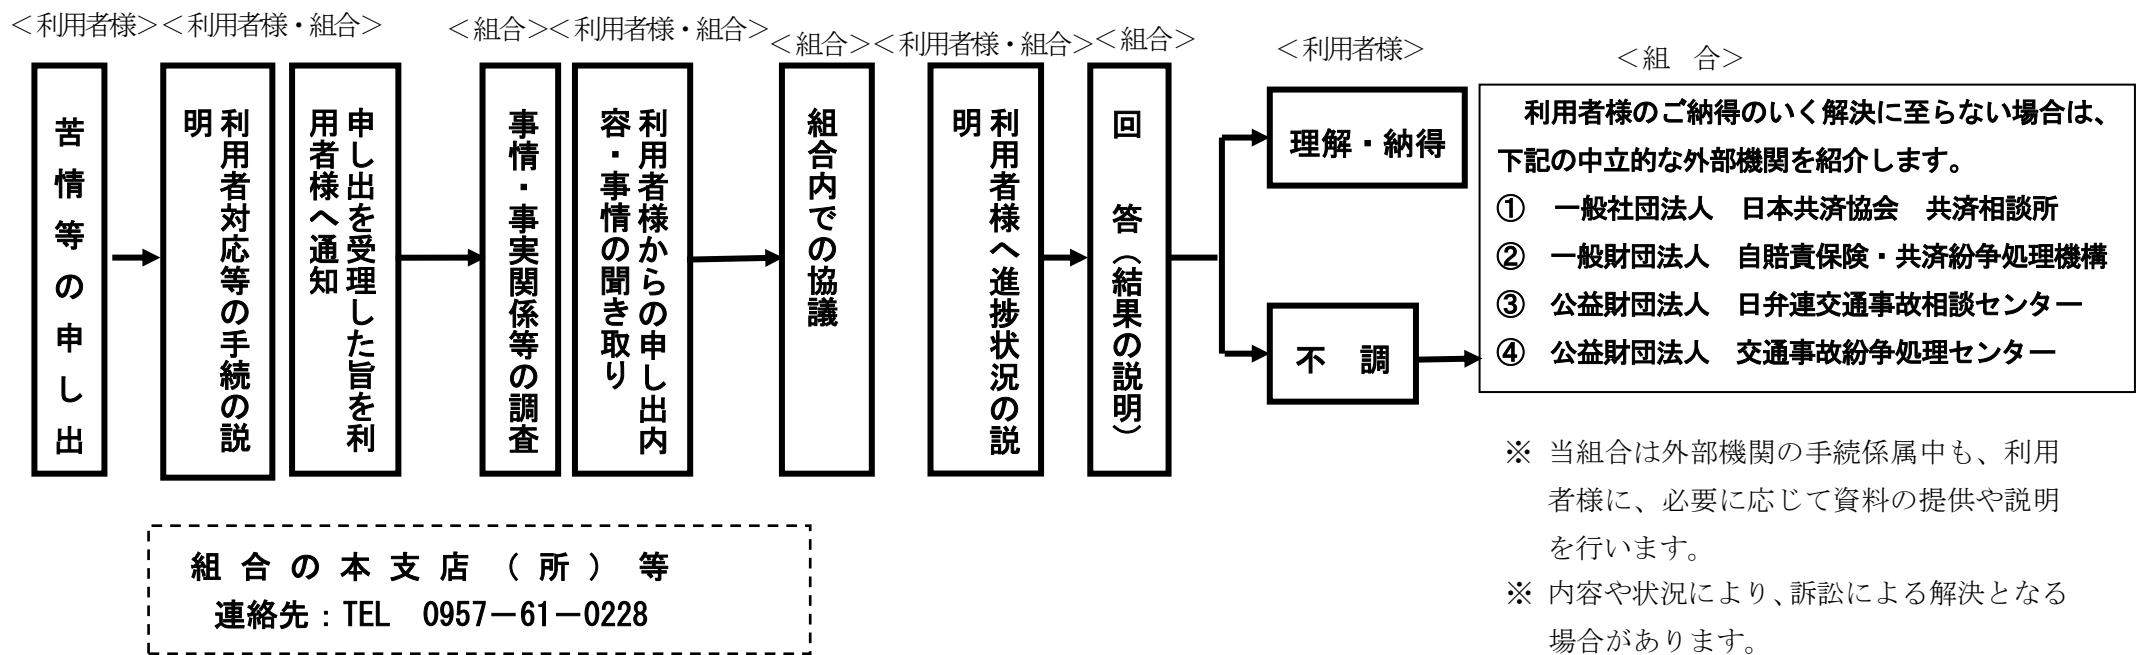 ＜利用者様＞
＜利用者様・組合＞
＜組合＞
＜利用者様・組合＞
＜組合＞
＜利用者様・組合＞
＜組合＞
＜利用者様＞
＜組　合＞
苦情等の申し出
利用者対応等の手続の説
明
申し出を受理した旨を利
用者様へ通知
事情・事実関係等の調査
利用者様からの申し出内
容・事情の聞き取り
組合内での協議
利用者様へ進捗状況の説
明
回　答（結果の説明）
理解・納得
不　調
利用者様のご納得のいく解決に至らない場合は、
下記の中立的な外部機関を紹介します。
①　一般社団法人　日本共済協会　共済相談所
②　一般財団法人　自賠責保険・共済紛争処理機構
③　公益財団法人　日弁連交通事故相談センター
④　公益財団法人　交通事故紛争処理センター
※ 当組合は外部機関の手続係属中も、利用
者様に、必要に応じて資料の提供や説明
を行います。
※ 内容や状況により、訴訟による解決となる
場合があります。
組合の本支店（所）等
連絡先：TEL　0957－61－0228